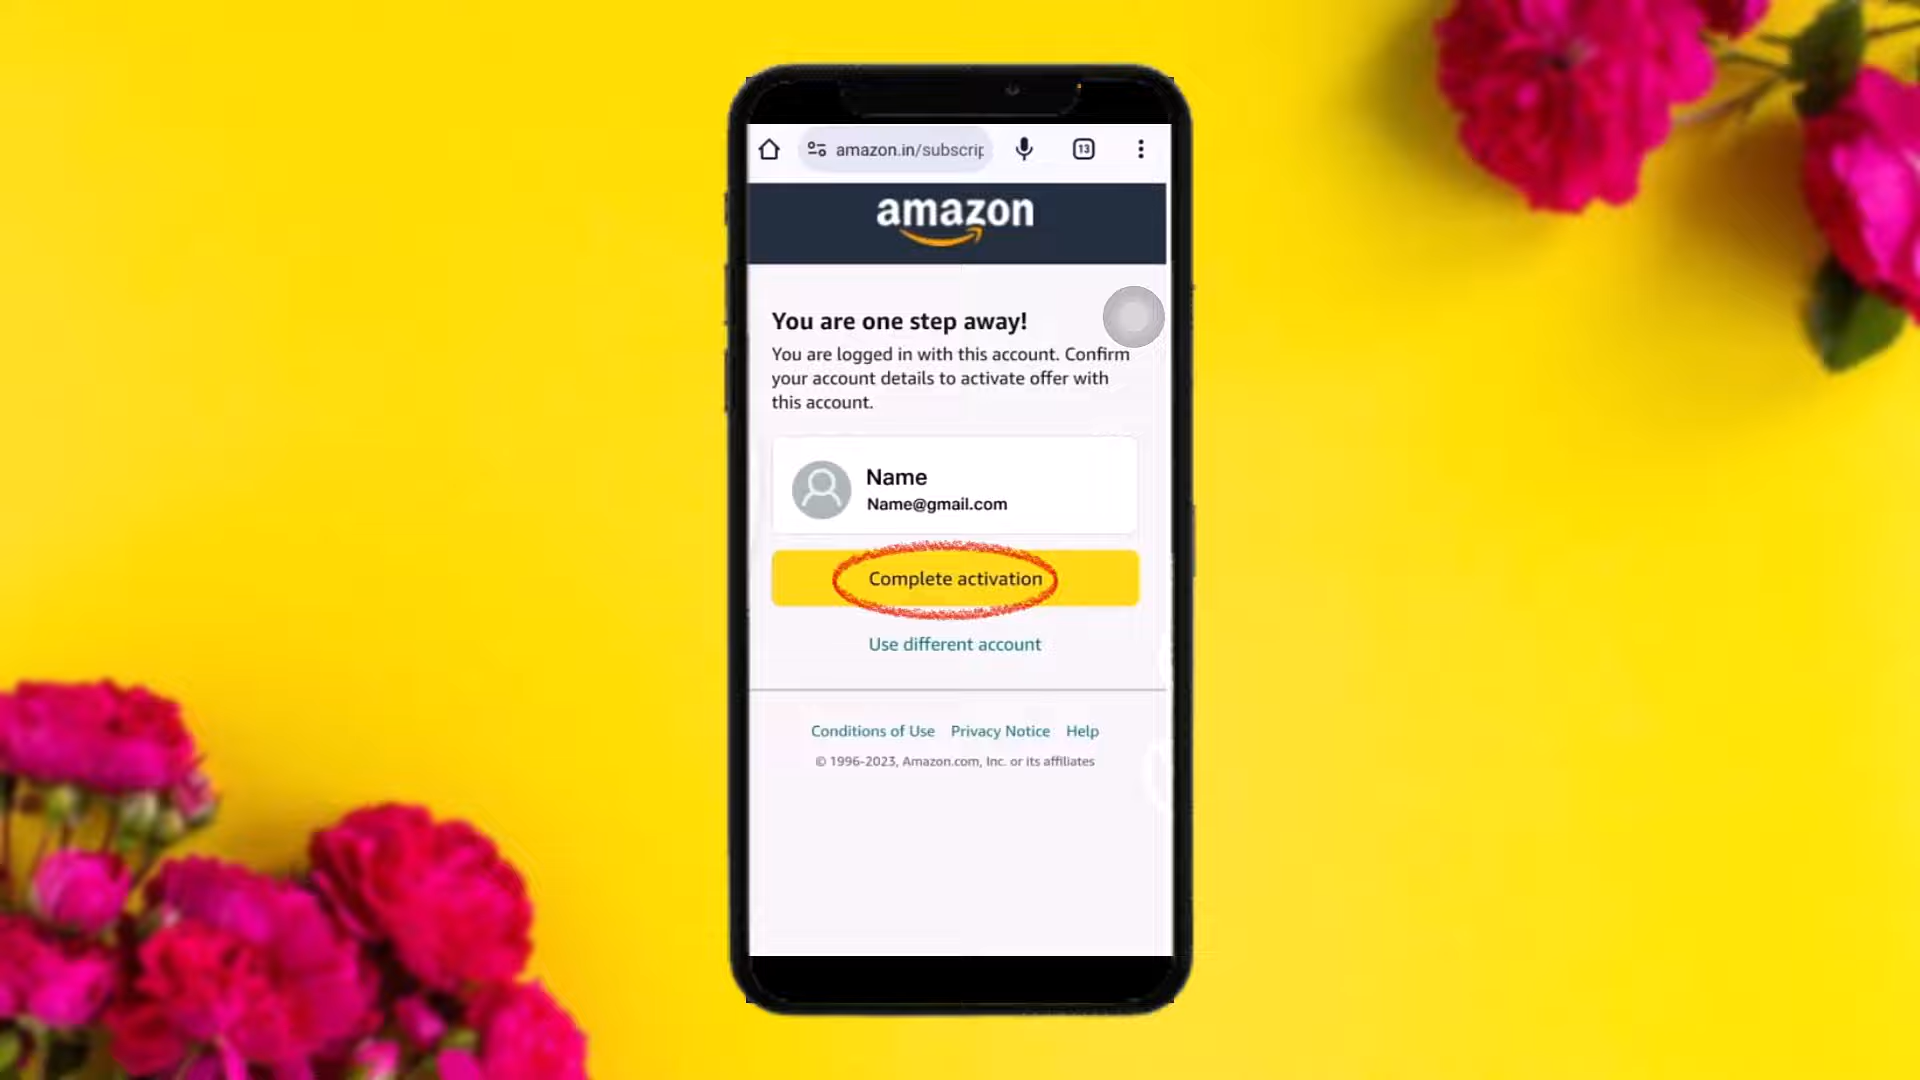 amazon.in/subscrip
13
amazon
You are one step away!
You are logged in with this account. Confirm
your account details to activate offer with
this account.
Name
Name@gmail.com
Complete activation
Use different account
Conditions of Use Privacy Notice Help
© 1996-2023, Amazon.com, Inc. or its affiliates